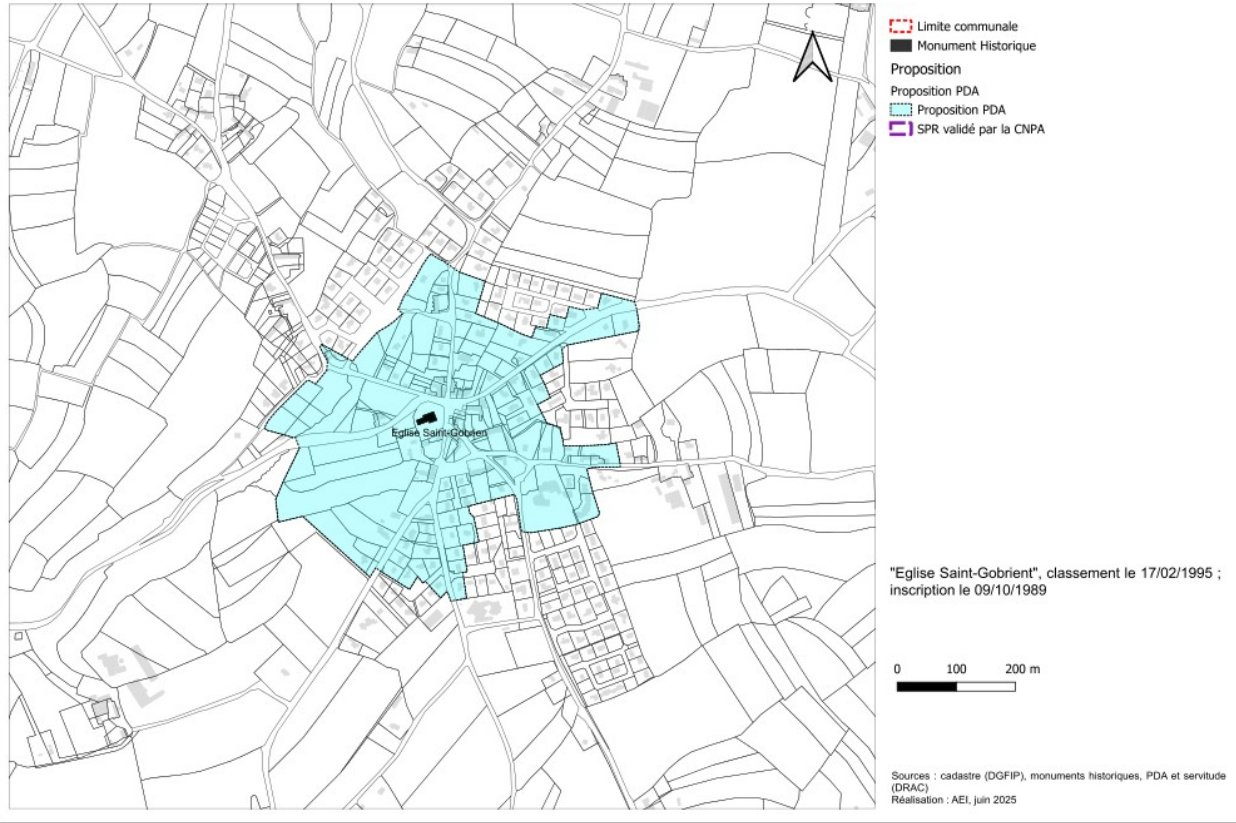 Limite communale
Monument Historique
Proposition
Proposition PDA
Proposition PDA
SPR validé par la CNPA
Eglise Saint-Gobrien
"Eglise Saint-Gobrient", classement le 17/02/1995 ;
inscription le 09/10/1989
0 100 200 m
Sources : cadastre (DGFIP), monuments historiques, PDA et servitude
(DRAC)
Réalisation : AEI, juin 2025